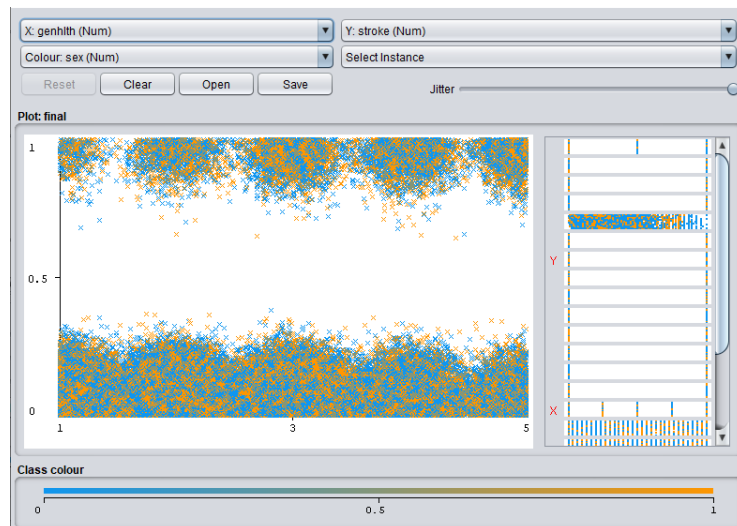 X: genhlth (Num) Y: stroke (Num)
Colour: sex (Num) Select Instance
Reset Clear Open Save Jitter
Plot: final
1
0.5
0
1 3 5
Y
X
Class colour
0 0.5 1